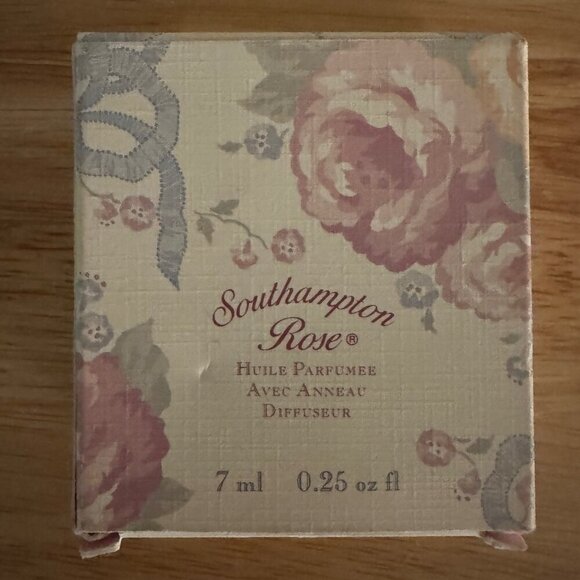 Southampton
Rose®
HUILE PARFUMEE
AVEC ANNEAU
DIFFUSEUR
7 ml 0.25 oz fl